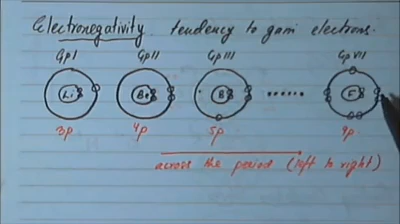 Electronegativity. tendency to gain electrons.
Gp I Gp II Gp III Gp VII
Li Be B ...... F
3p 4p 5p 9p
across the period (left to right)